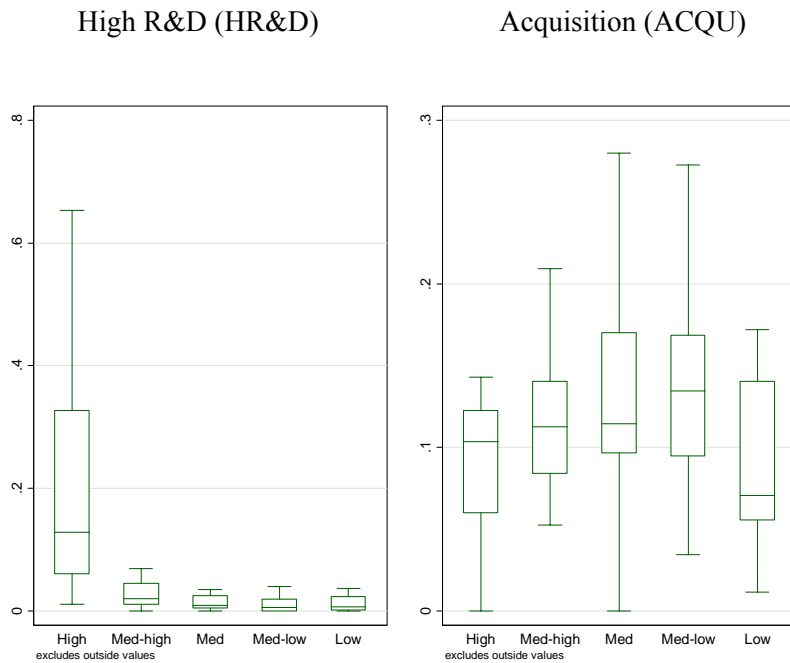 High R&D (HR&D)
Acquisition (ACQU)
.8
.6
.4
.2
0
High Med-high Med Med-low Low
excludes outside values
.3
.2
.1
0
High Med-high Med Med-low Low
excludes outside values